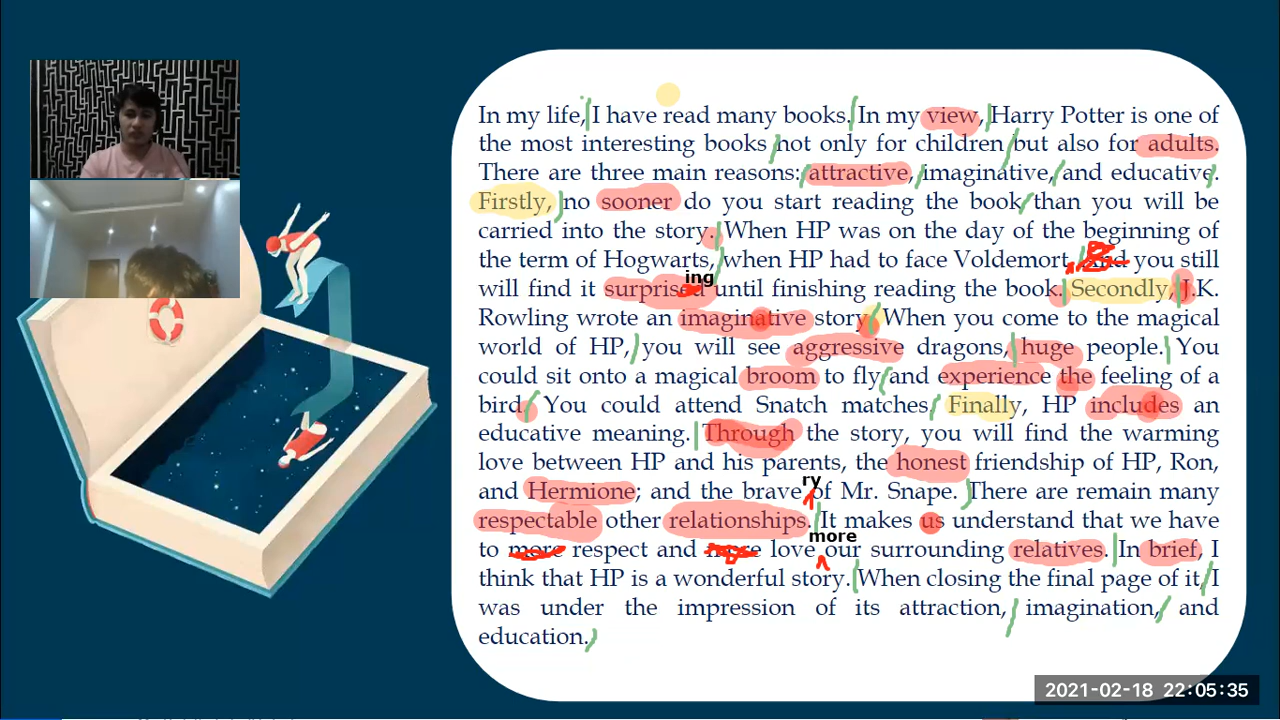 In my life, I have read many books. In my view, Harry Potter is one of
the most interesting books not only for children but also for adults.
There are three main reasons: attractive, imaginative, and educative.
Firstly, no sooner do you start reading the book than you will be
carried into the story. When HP was on the day of the beginning of
the term of Hogwarts, when HP had to face Voldemort. And you still
ing
will find it surprised until finishing reading the book. Secondly, J.K.
Rowling wrote an imaginative story. When you come to the magical
world of HP, you will see aggressive dragons, huge people. You
could sit onto a magical broom to fly and experience the feeling of a
bird. You could attend Snatch matches. Finally, HP includes an
educative meaning. Through the story, you will find the warming
love between HP and his parents, the honest friendship of HP, Ron,
ry
and Hermione; and the brave of Mr. Snape. There are remain many
respectable other relationships. It makes us understand that we have
more
to more respect and more love our surrounding relatives. In brief, I
think that HP is a wonderful story. When closing the final page of it, I
was under the impression of its attraction, imagination, and
education.
2021-02-18 22:05:35